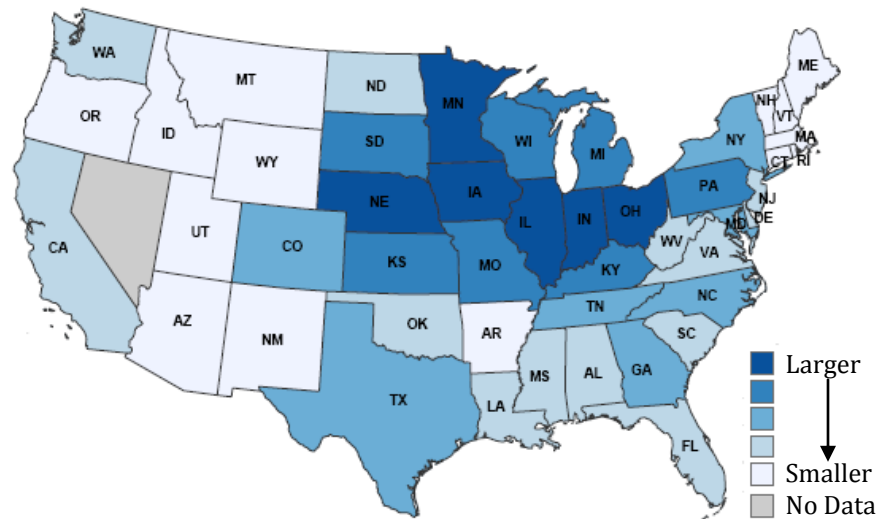 WA
MT
ND
MN
ME
OR
ID
SD
WI
MI
NY
NH
VT
MA
CT
RI
WY
NE
IA
PA
NJ
CA
UT
CO
KS
MO
IL
IN
OH
MD
DE
WV
VA
KY
AZ
NM
OK
AR
TN
NC
SC
TX
LA
MS
AL
GA
FL
Larger
Smaller
No Data